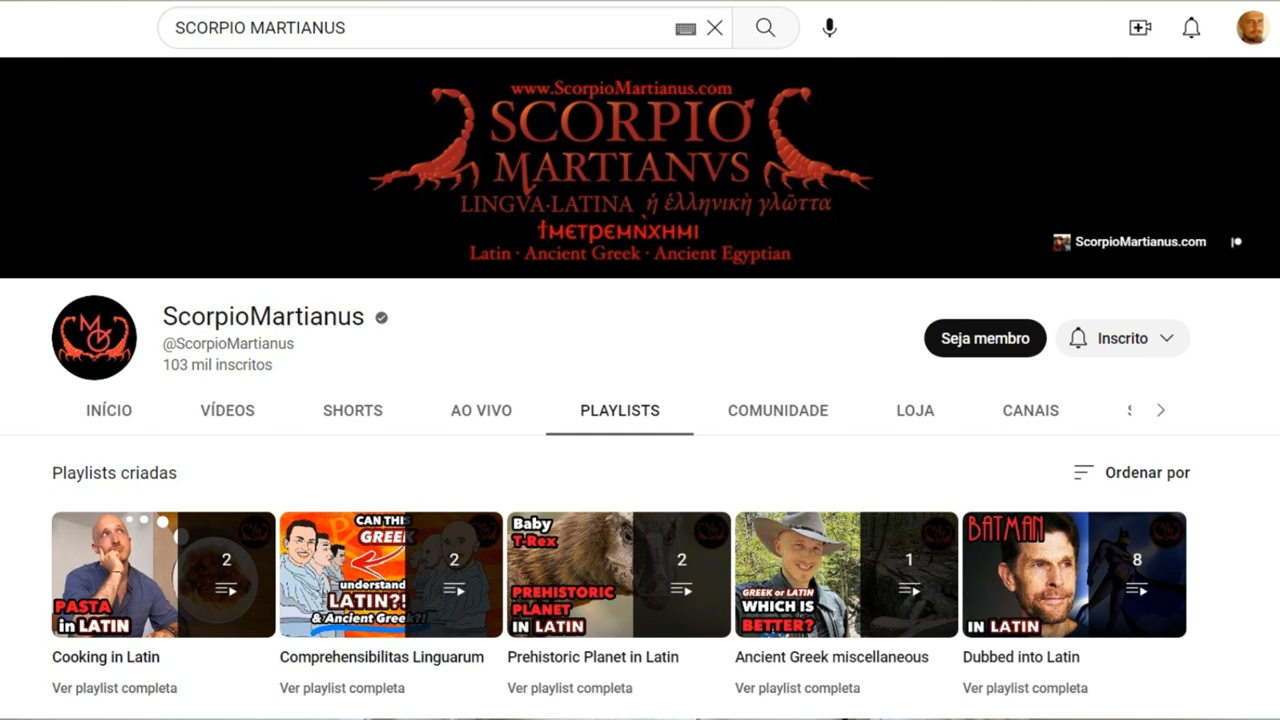 SCORPIO MARTIANUS
www.ScorpioMartianus.com
SCORPIO
MARTIANVS
LINGVA·LATINA ἡ ἑλληνικὴ γλῶττα
Latin · Ancient Greek · Ancient Egyptian
ScorpioMartianus.com
ScorpioMartianus
@ScorpioMartianus
103 mil inscritos
Seja membro
Inscrito
INÍCIO VÍDEOS SHORTS AO VIVO PLAYLISTS COMUNIDADE LOJA CANAIS
Playlists criadas
Ordenar por
PASTA
in LATIN
2
CAN THIS
GREEK
understand
LATIN?!
& Ancient Greek?!
2
Baby
T-Rex
PREHISTORIC
PLANET
IN LATIN
2
GREEK or LATIN
WHICH IS
BETTER?
1
BATMAN
IN LATIN
8
Cooking in Latin
Comprehensibilitas Linguarum
Prehistoric Planet in Latin
Ancient Greek miscellaneous
Dubbed into Latin
Ver playlist completa
Ver playlist completa
Ver playlist completa
Ver playlist completa
Ver playlist completa